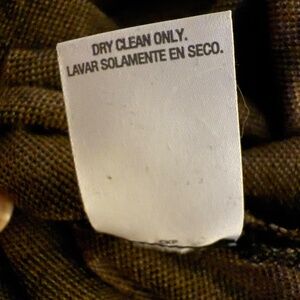 DRY CLEAN ONLY.
LAVAR SOLAMENTE EN SECO.